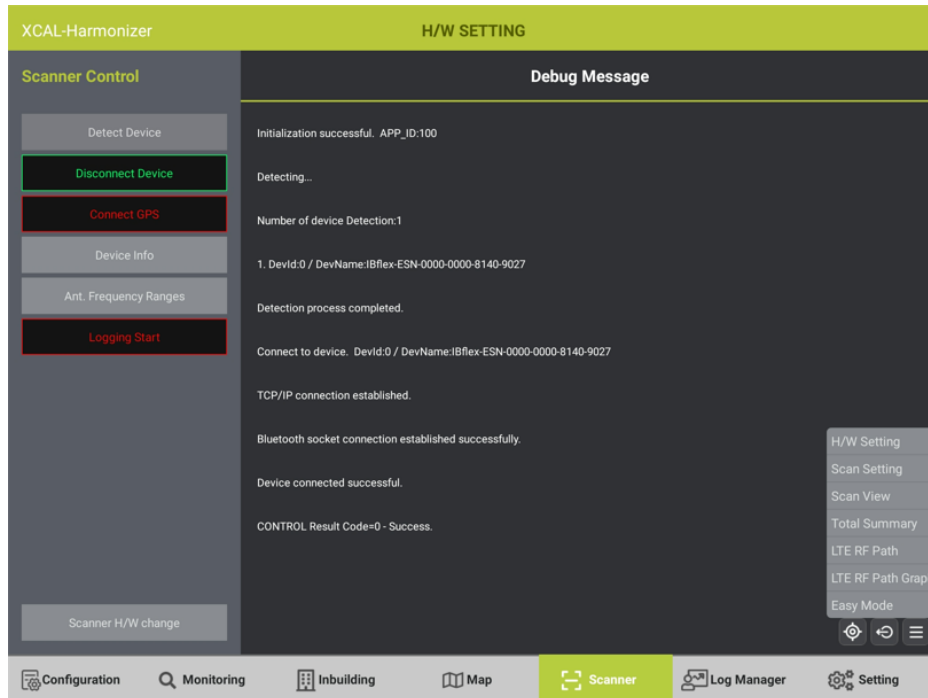 XCAL-Harmonizer
H/W SETTING
Scanner Control
Debug Message
Detect Device
Disconnect Device
Connect GPS
Device Info
Ant. Frequency Ranges
Logging Start
Scanner H/W change
Initialization successful. APP_ID:100
Detecting...
Number of device Detection:1
1. DevId:0 / DevName:IBflex-ESN-0000-0000-8140-9027
Detection process completed.
Connect to device. DevId:0 / DevName:IBflex-ESN-0000-0000-8140-9027
TCP/IP connection established.
Bluetooth socket connection established successfully.
Device connected successful.
CONTROL Result Code=0 - Success.
H/W Setting
Scan Setting
Scan View
Total Summary
LTE RF Path
LTE RF Path Grap
Easy Mode
Configuration
Monitoring
Inbuilding
Map
Scanner
Log Manager
Setting